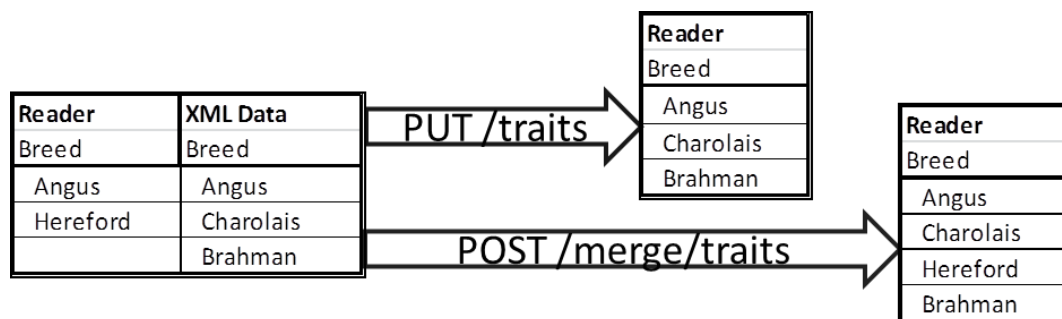 Reader XML Data
Breed Breed
Angus Angus
Hereford Charolais
Brahman
PUT /traits
POST /merge/traits
Reader
Breed
Angus
Charolais
Brahman
Reader
Breed
Angus
Charolais
Hereford
Brahman